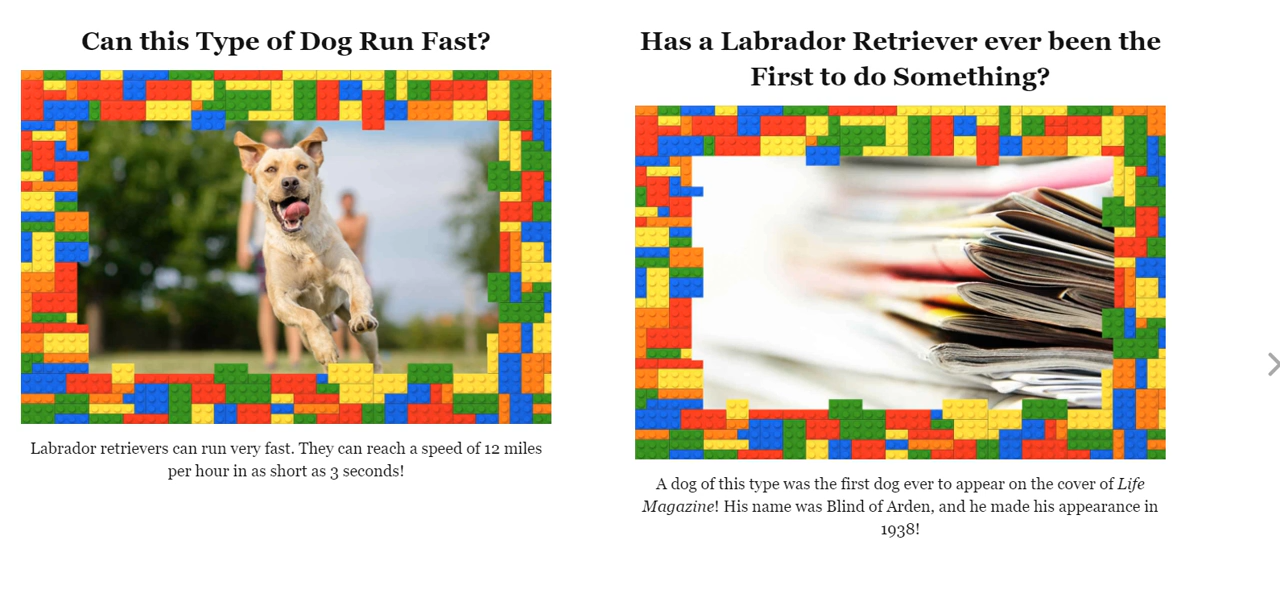 Can this Type of Dog Run Fast?
Labrador retrievers can run very fast. They can reach a speed of 12 miles
per hour in as short as 3 seconds!
Has a Labrador Retriever ever been the
First to do Something?
A dog of this type was the first dog ever to appear on the cover of Life
Magazine! His name was Blind of Arden, and he made his appearance in
1938!